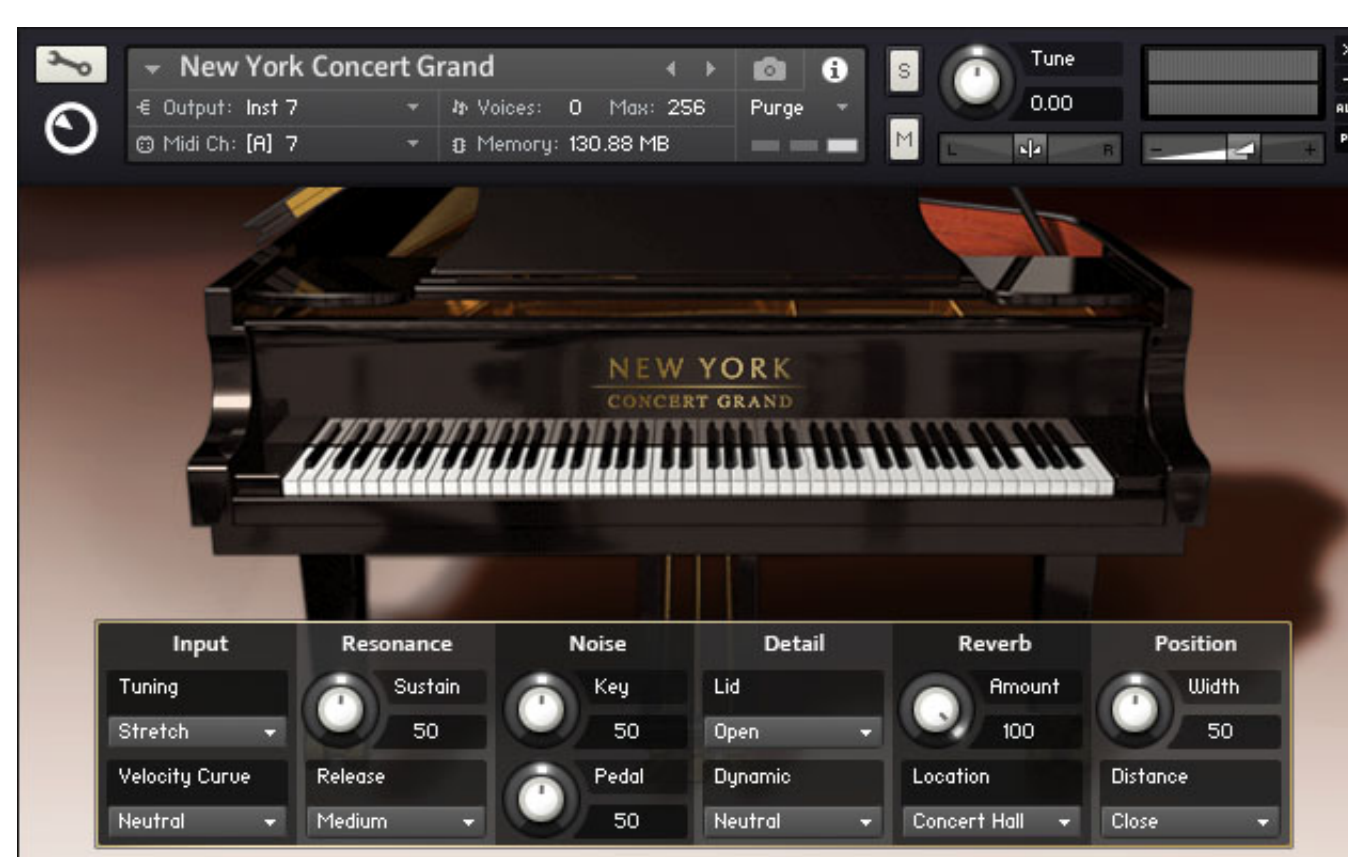 New York Concert Grand
Output: Inst 7
Voices: 0 Max: 256
Purge
Midi Ch: [A] 7
Memory: 130.88 MB
S
M
Tune
0.00
L R
- +
NEW YORK
CONCERT GRAND
Input Resonance Noise Detail Reverb Position
Tuning Sustain Key Lid Amount Width
Stretch 50 50 Open 100 50
Velocity Curve Release Pedal Dynamic Location Distance
Neutral Medium 50 Neutral Concert Hall Close